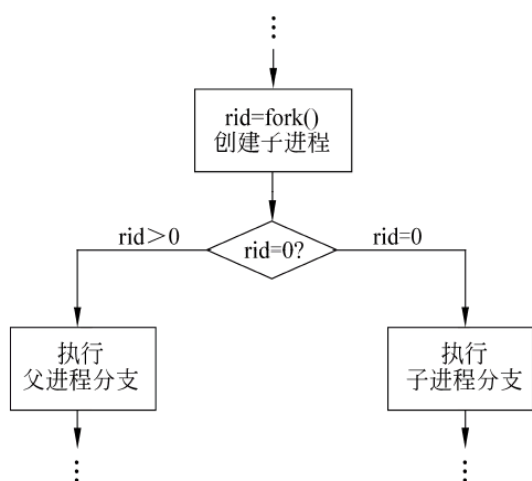 rid=fork()
创建子进程
rid>0
rid=0?
rid=0
执行
父进程分支
执行
子进程分支